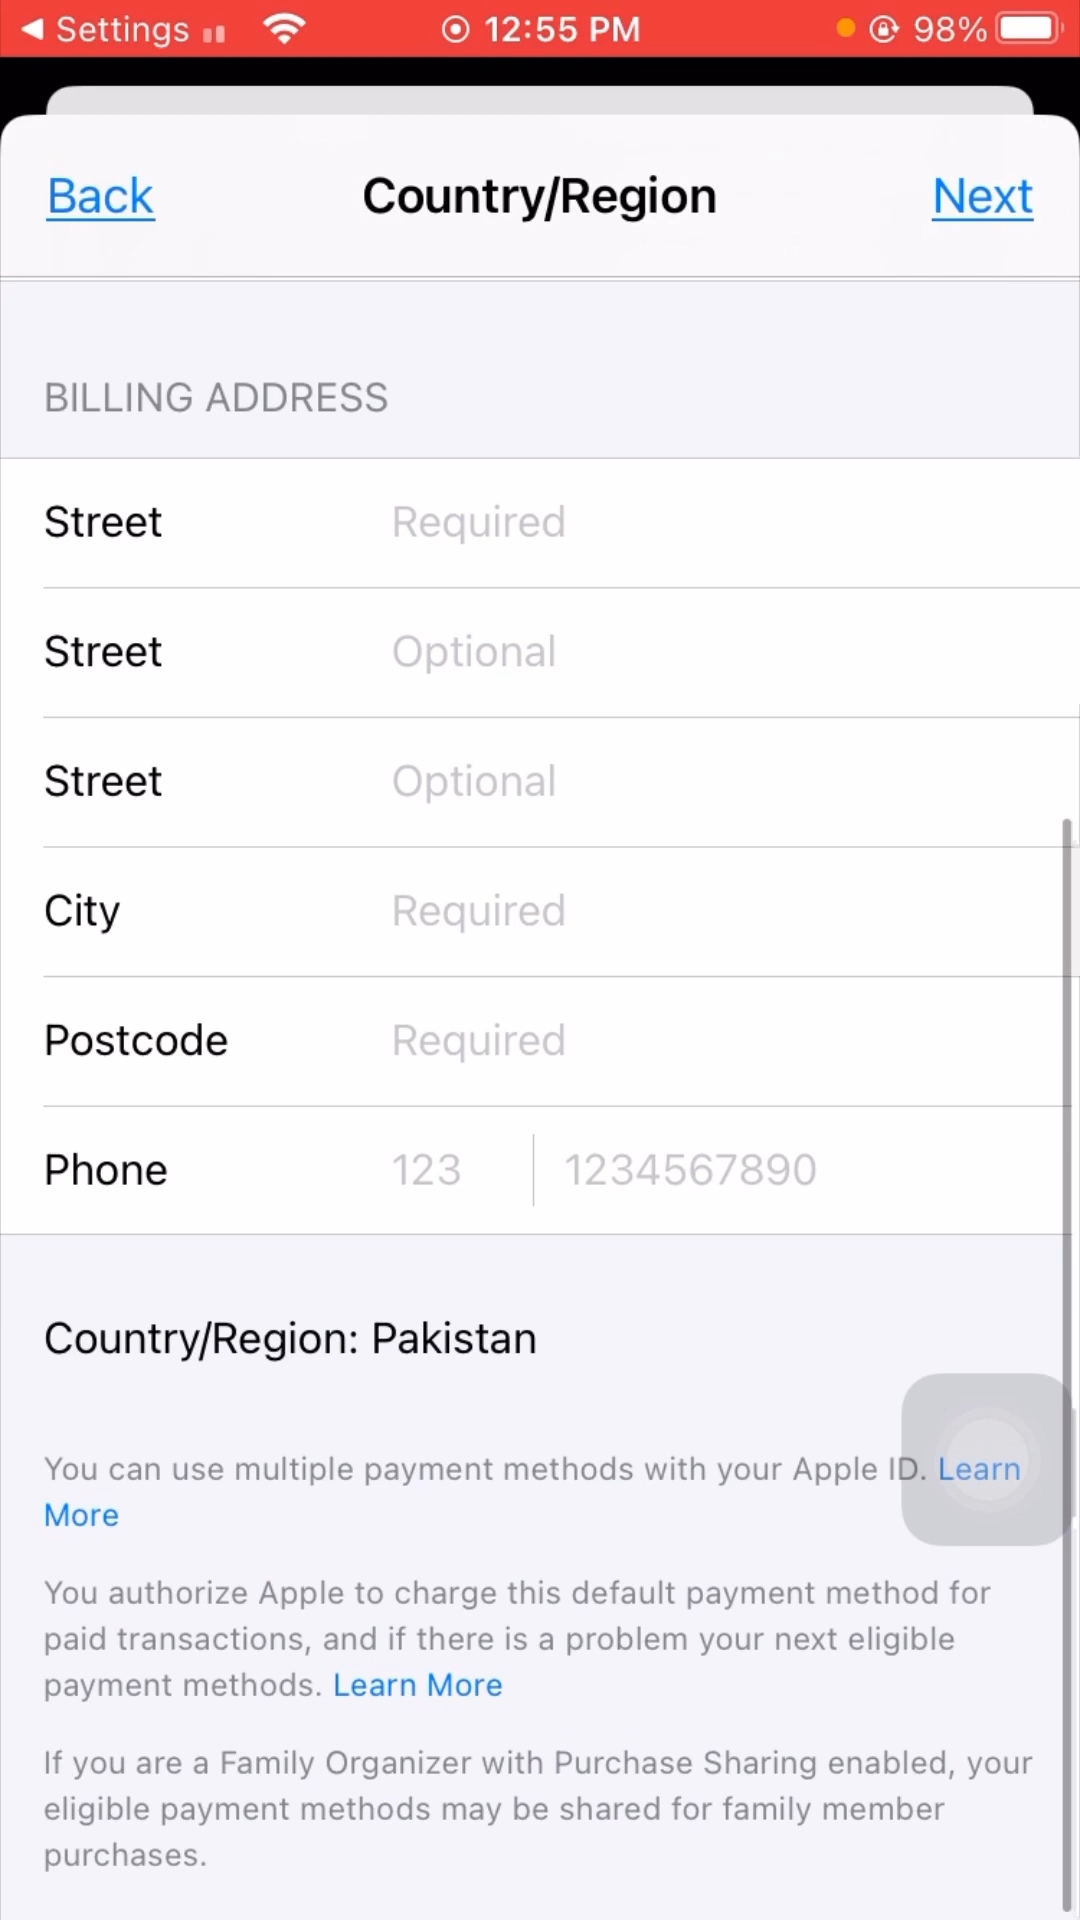 Settings 12:55 PM 98%
Back Country/Region Next
BILLING ADDRESS
Street Required
Street Optional
Street Optional
City Required
Postcode Required
Phone 123 1234567890
Country/Region: Pakistan
You can use multiple payment methods with your Apple ID. Learn
More
You authorize Apple to charge this default payment method for
paid transactions, and if there is a problem your next eligible
payment methods. Learn More
If you are a Family Organizer with Purchase Sharing enabled, your
eligible payment methods may be shared for family member
purchases.